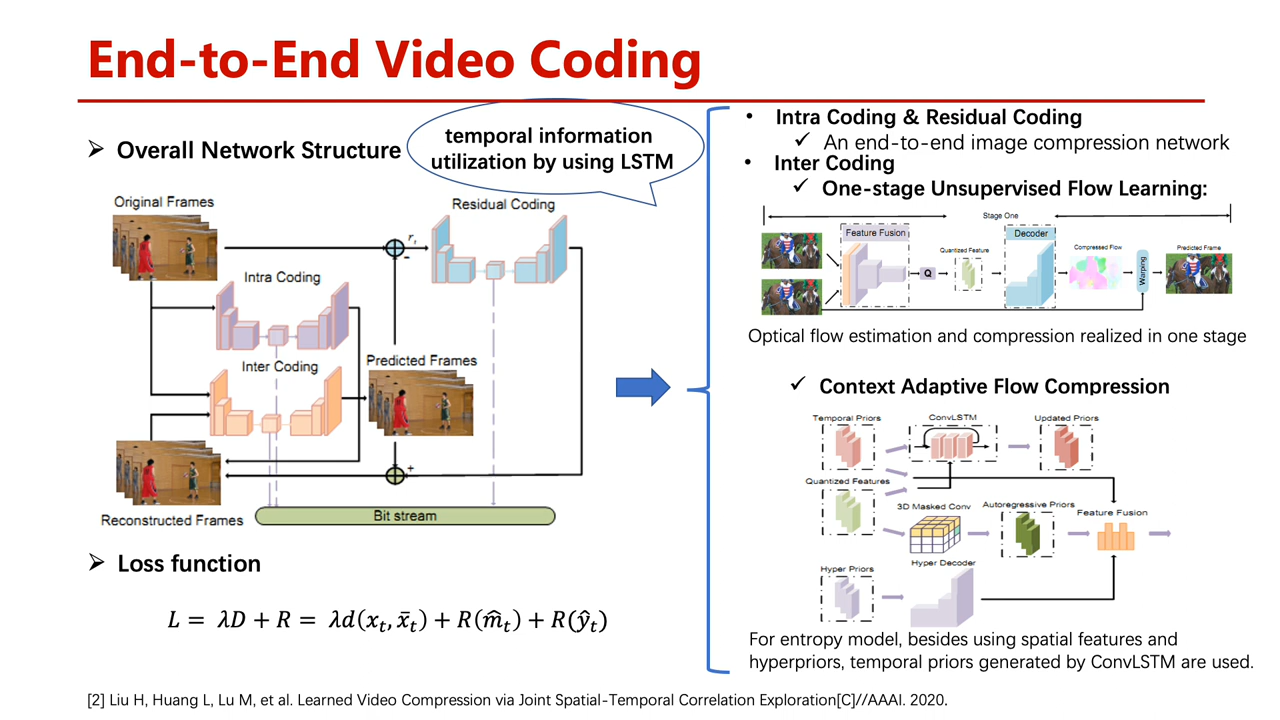 End-to-End Video Coding
➢ Overall Network Structure
temporal information
utilization by using LSTM
Original Frames
Residual Coding
rₜ
-
Intra Coding
Inter Coding
Predicted Frames
+
Reconstructed Frames
Bit stream
➢ Loss function
L = λD + R = λd(xₜ, x̄ₜ) + R(m̂ₜ) + R(ŷₜ)
• Intra Coding & Residual Coding
✓ An end-to-end image compression network
• Inter Coding
✓ One-stage Unsupervised Flow Learning:
Stage One
Feature Fusion
Q
Quantized Feature
Decoder
Compressed Flow
Warping
Predicted Frame
Optical flow estimation and compression realized in one stage
✓ Context Adaptive Flow Compression
Temporal Priors
ConvLSTM
Updated Priors
Quantized Features
3D Masked Conv
Autoregressive Priors
Feature Fusion
Hyper Priors
Hyper Decoder
For entropy model, besides using spatial features and
hyperpriors, temporal priors generated by ConvLSTM are used.
[2] Liu H, Huang L, Lu M, et al. Learned Video Compression via Joint Spatial-Temporal Correlation Exploration[C]//AAAI. 2020.